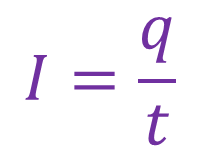 I = q/t